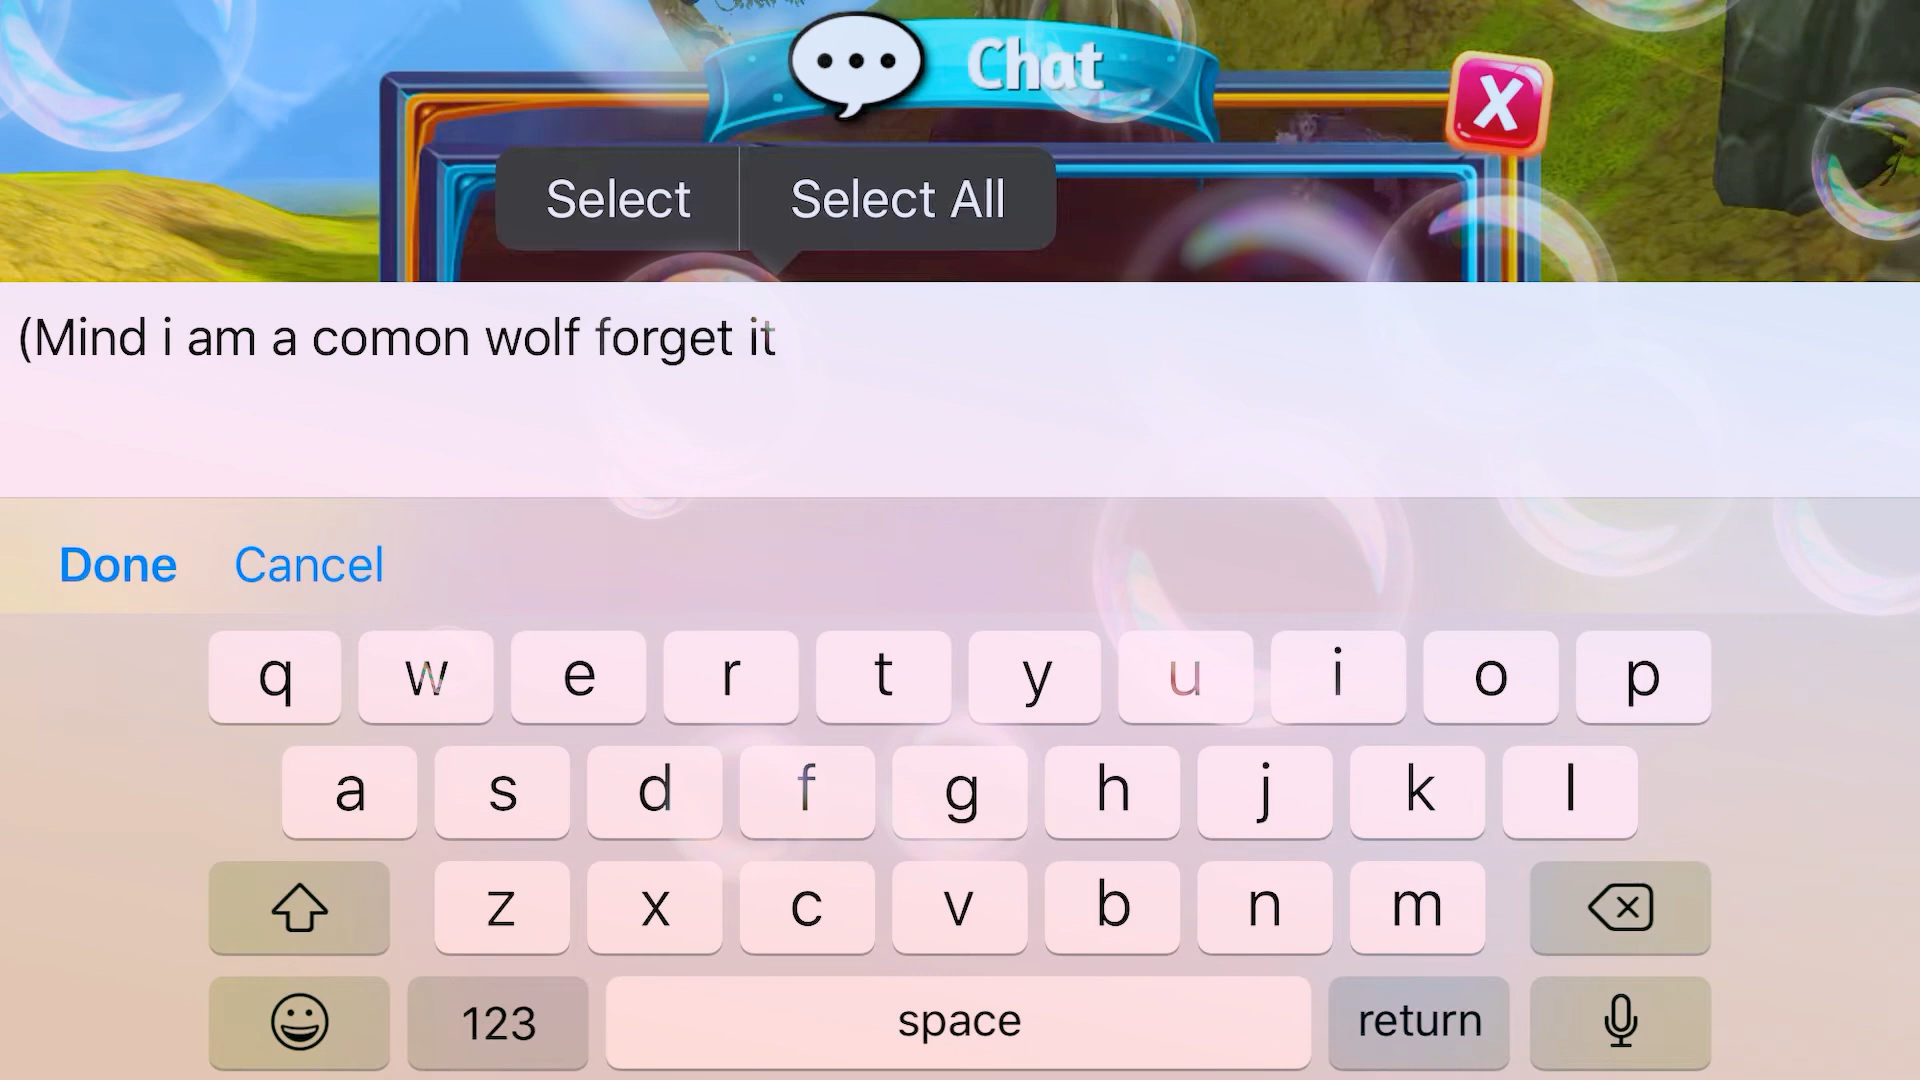 Chat
X
Select Select All
(Mind i am a comon wolf forget it
Done Cancel
q w e r t y u i o p
a s d f g h j k l
z x c v b n m
123 space return